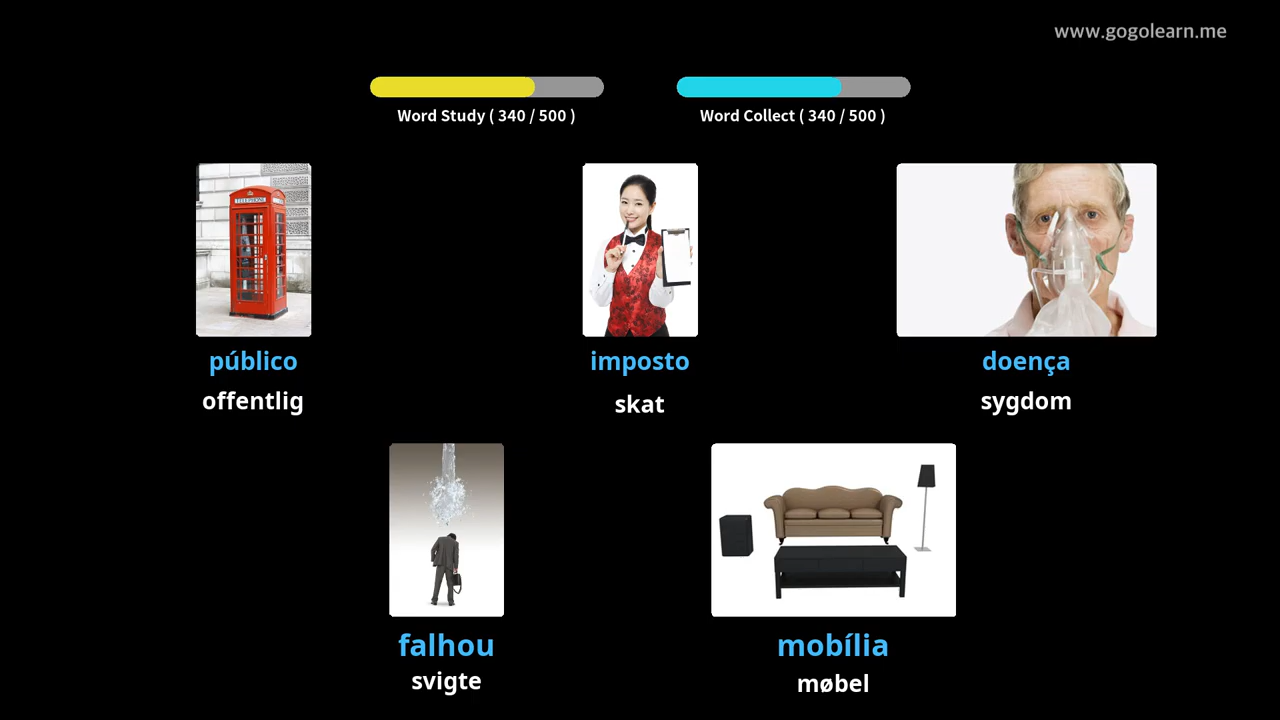 www.gogolearn.me
Word Study ( 340 / 500 )
Word Collect ( 340 / 500 )
TELEPHONE
público
imposto
doença
offentlig
skat
sygdom
falhou
mobília
svigte
møbel